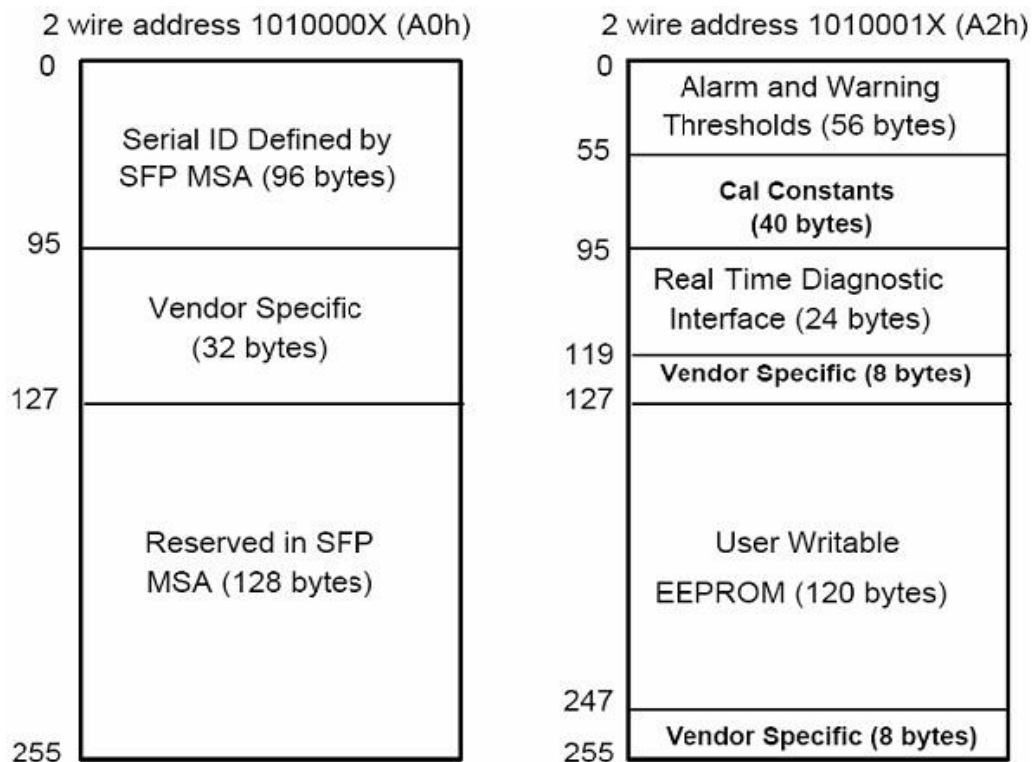 2 wire address 1010000X (A0h)
0
Serial ID Defined by
SFP MSA (96 bytes)
95
Vendor Specific
(32 bytes)
127
Reserved in SFP
MSA (128 bytes)
255
2 wire address 1010001X (A2h)
0
Alarm and Warning
Thresholds (56 bytes)
55
Cal Constants
(40 bytes)
95
Real Time Diagnostic
Interface (24 bytes)
119
Vendor Specific (8 bytes)
127
User Writable
EEPROM (120 bytes)
247
Vendor Specific (8 bytes)
255